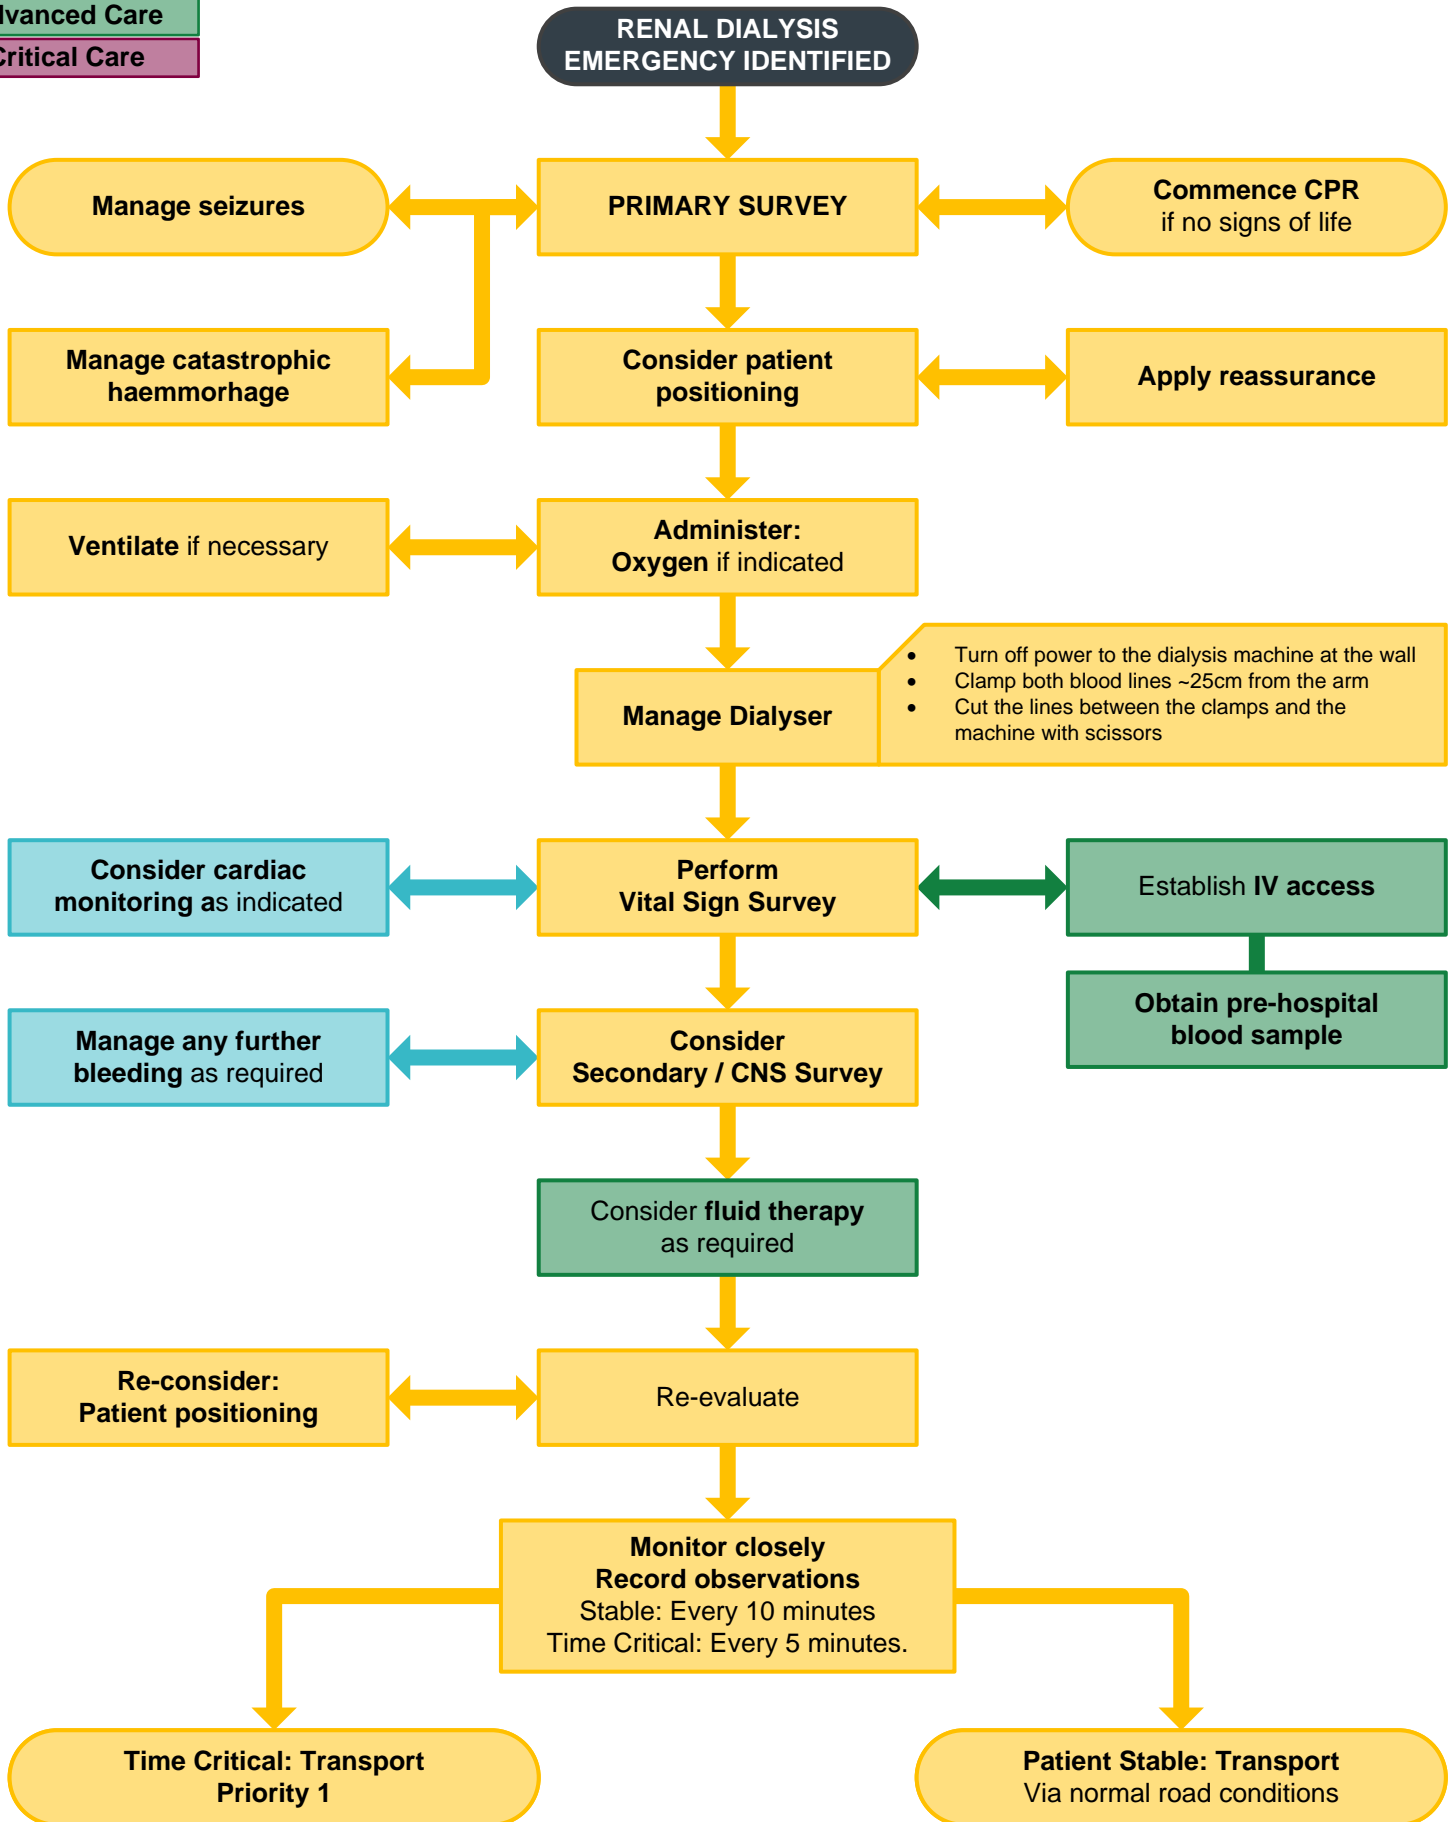 Care
Critical Care
RENAL DIALYSIS
EMERGENCY IDENTIFIED
Manage seizures
PRIMARY SURVEY
Commence CPR
if no signs of life
Manage catastrophic
haemmorhage
Consider patient
positioning
Apply reassurance
Ventilate if necessary
Administer:
Oxygen if indicated
Manage Dialyser
• Turn off power to the dialysis machine at the wall
• Clamp both blood lines ~25cm from the arm
• Cut the lines between the clamps and the
machine with scissors
Consider cardiac
monitoring as indicated
Perform
Vital Sign Survey
Establish IV access
Obtain pre-hospital
blood sample
Manage any further
bleeding as required
Consider
Secondary / CNS Survey
Consider fluid therapy
as required
Re-consider:
Patient positioning
Re-evaluate
Monitor closely
Record observations
Stable: Every 10 minutes
Time Critical: Every 5 minutes.
Time Critical: Transport
Priority 1
Patient Stable: Transport
Via normal road conditions